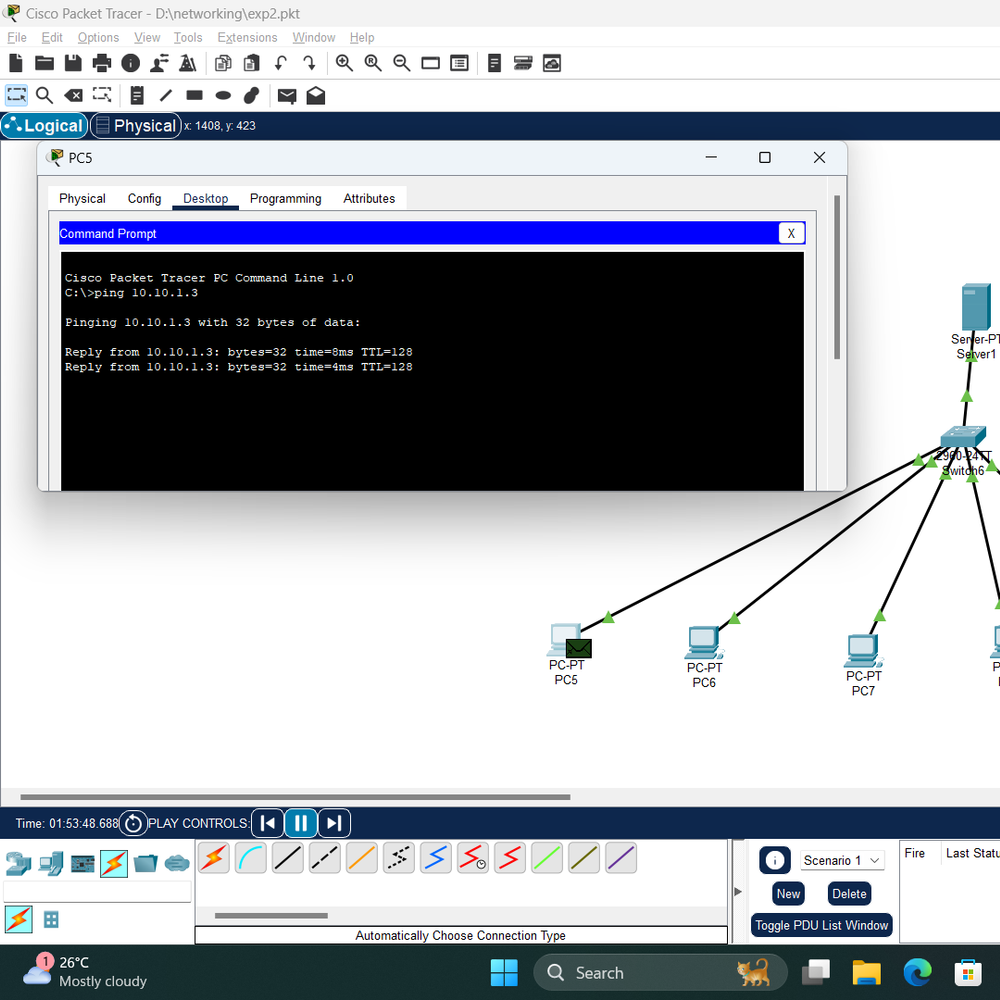 Cisco Packet Tracer - D:\networking\exp2.pkt
File Edit Options View Tools Extensions Window Help
Logical Physical x: 1408, y: 423
PC5
Physical Config Desktop Programming Attributes
Command Prompt X
Cisco Packet Tracer PC Command Line 1.0
C:\>ping 10.10.1.3
Pinging 10.10.1.3 with 32 bytes of data:
Reply from 10.10.1.3: bytes=32 time=8ms TTL=128
Reply from 10.10.1.3: bytes=32 time=4ms TTL=128
Server-PT
Server1
2960-24TT
Switch6
PC-PT
PC5
PC-PT
PC6
PC-PT
PC7
P
Time: 01:53:48.688 PLAY CONTROLS:
Scenario 1
Fire Last Statu
New Delete
Toggle PDU List Window
Automatically Choose Connection Type
1
26°C
Mostly cloudy
Search